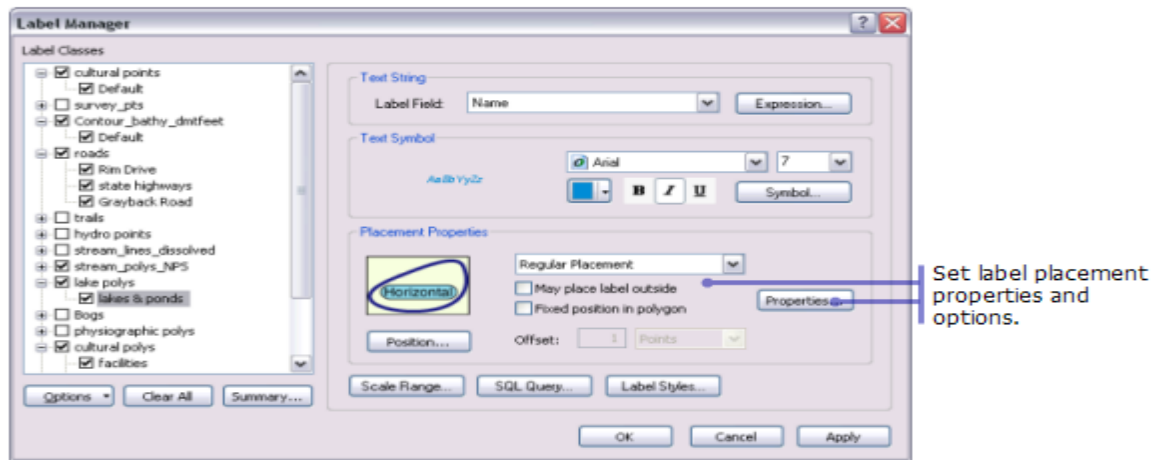 Label Manager
Label Classes
cultural points
Default
survey_pts
Contour_bathy_dmtfeet
Default
roads
Rim Drive
state highways
Grayback Road
trails
hydro points
stream_lines_dissolved
stream_polys_NPS
lake polys
lakes & ponds
Bogs
physiographic polys
cultural polys
facilities
Options
Clear All
Summary...
Text String
Label Field: Name
Expression...
Text Symbol
AaBbYyZz
Arial
7
B I U
Symbol...
Placement Properties
Horizontal
Regular Placement
May place label outside
Fixed position in polygon
Properties...
Position...
Offset: 1 Points
Scale Range...
SQL Query...
Label Styles...
OK
Cancel
Apply
Set label placement
properties and
options.